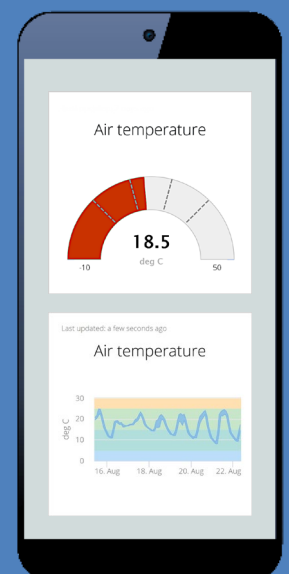 Air temperature
18.5
deg C
-10 50
Last updated: a few seconds ago
Air temperature
30
20
10
0
deg C
16. Aug 18. Aug 20. Aug 22. Aug